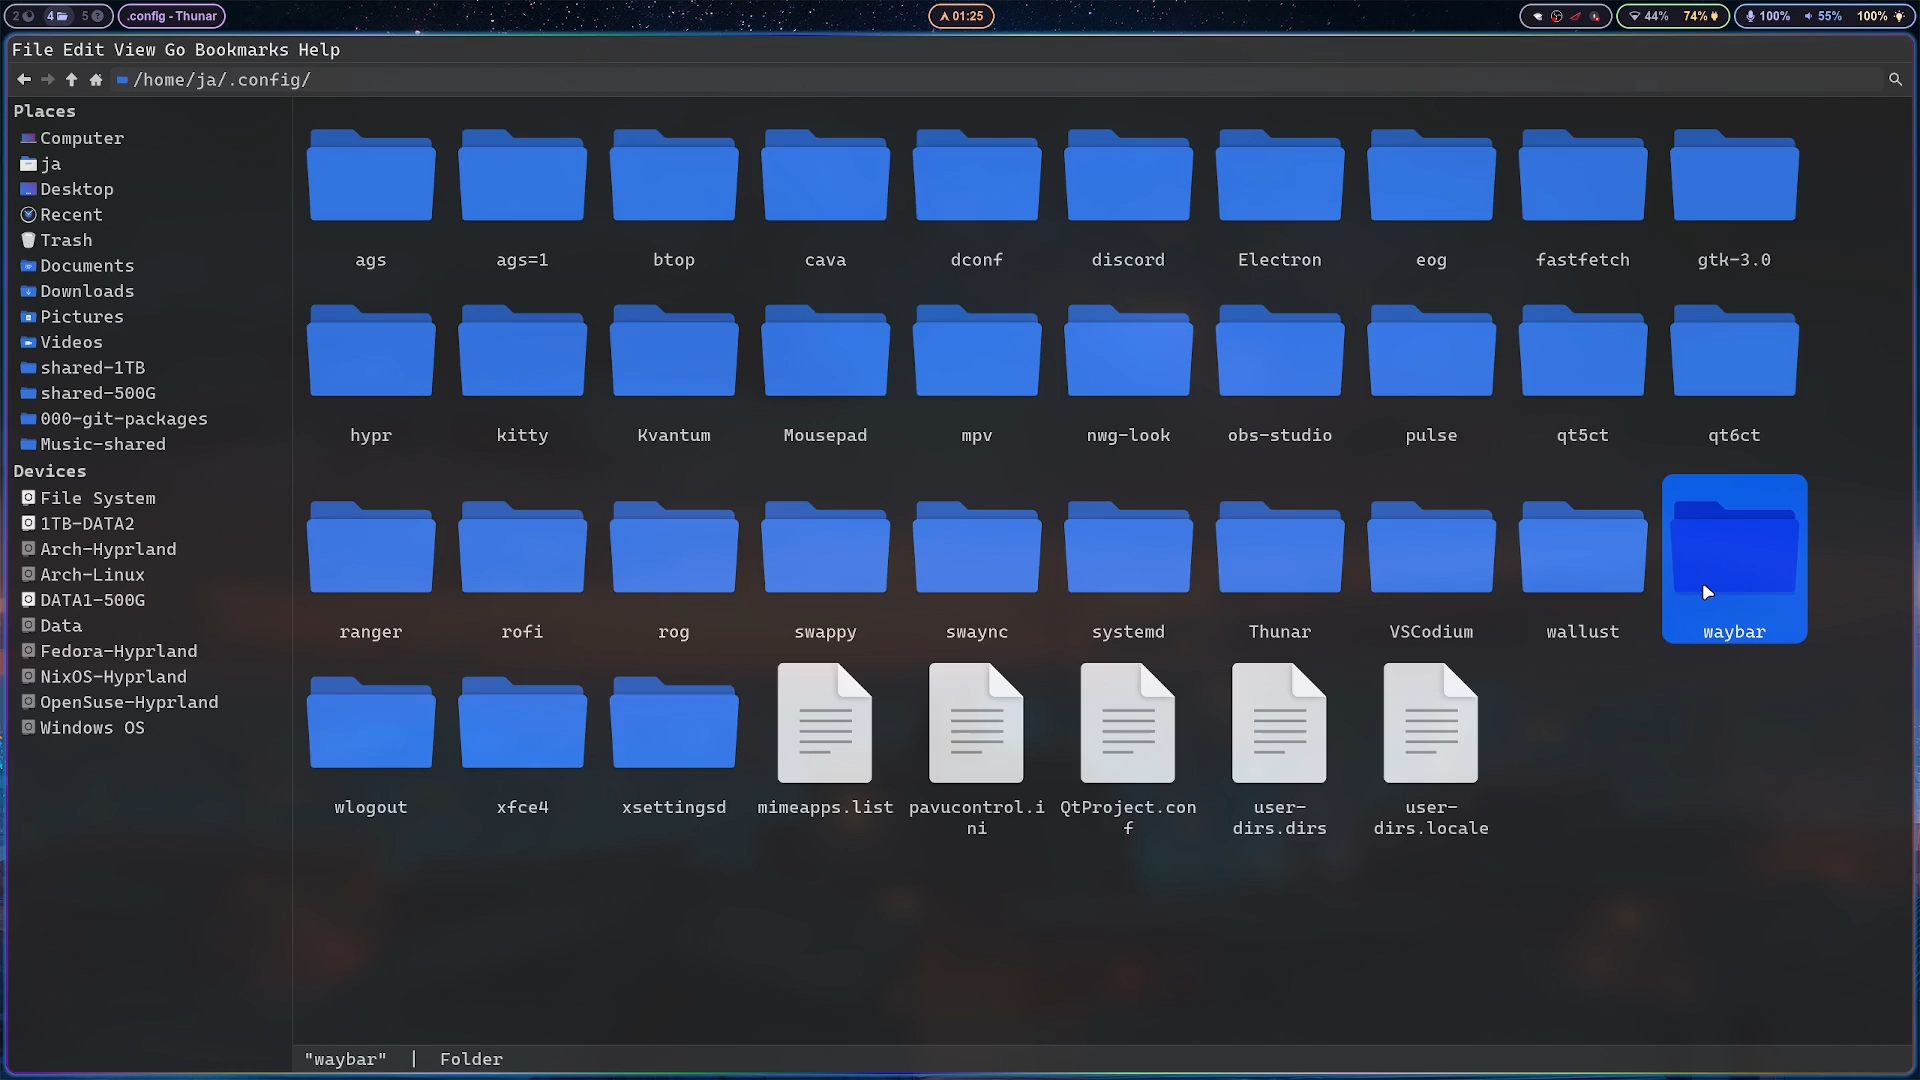 2 4 5 .config - Thunar 01:25 44% 74% 100% 55% 100%
File Edit View Go Bookmarks Help
/home/ja/.config/
Places
Computer
ja
Desktop
Recent
Trash
Documents
Downloads
Pictures
Videos
shared-1TB
shared-500G
000-git-packages
Music-shared
Devices
File System
1TB-DATA2
Arch-Hyprland
Arch-Linux
DATA1-500G
Data
Fedora-Hyprland
NixOS-Hyprland
OpenSuse-Hyprland
Windows OS
ags ags=1 btop cava dconf discord Electron eog fastfetch gtk-3.0
hypr kitty Kvantum Mousepad mpv nwg-look obs-studio pulse qt5ct qt6ct
ranger rofi rog swappy swaync systemd Thunar VSCodium wallust waybar
wlogout xfce4 xsettingsd mimeapps.list pavucontrol.i QtProject.con user- user-
ni f dirs.dirs dirs.locale
"waybar" | Folder